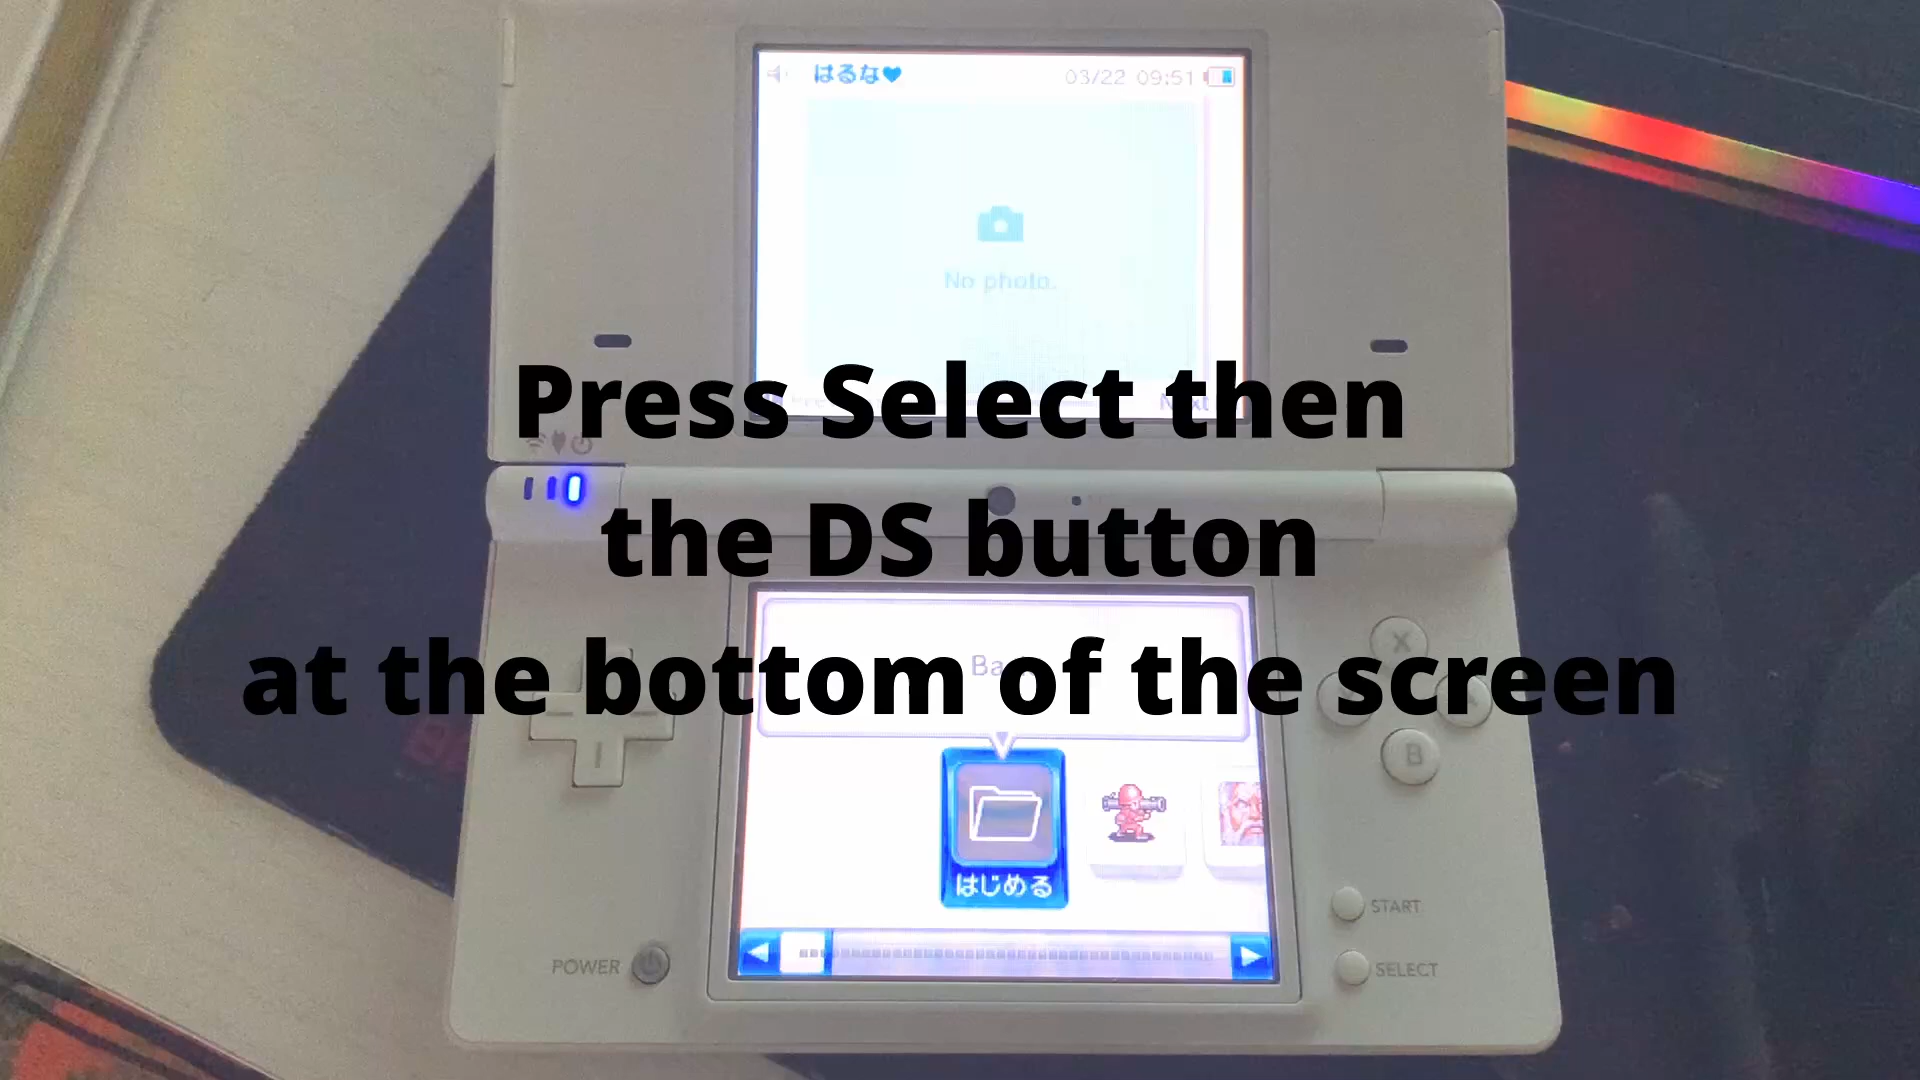 はるな♥ 03/22 09:51
No photo.
Next
Press Select then
the DS button
at the bottom of the screen
X
B
はじめる
START
POWER
SELECT